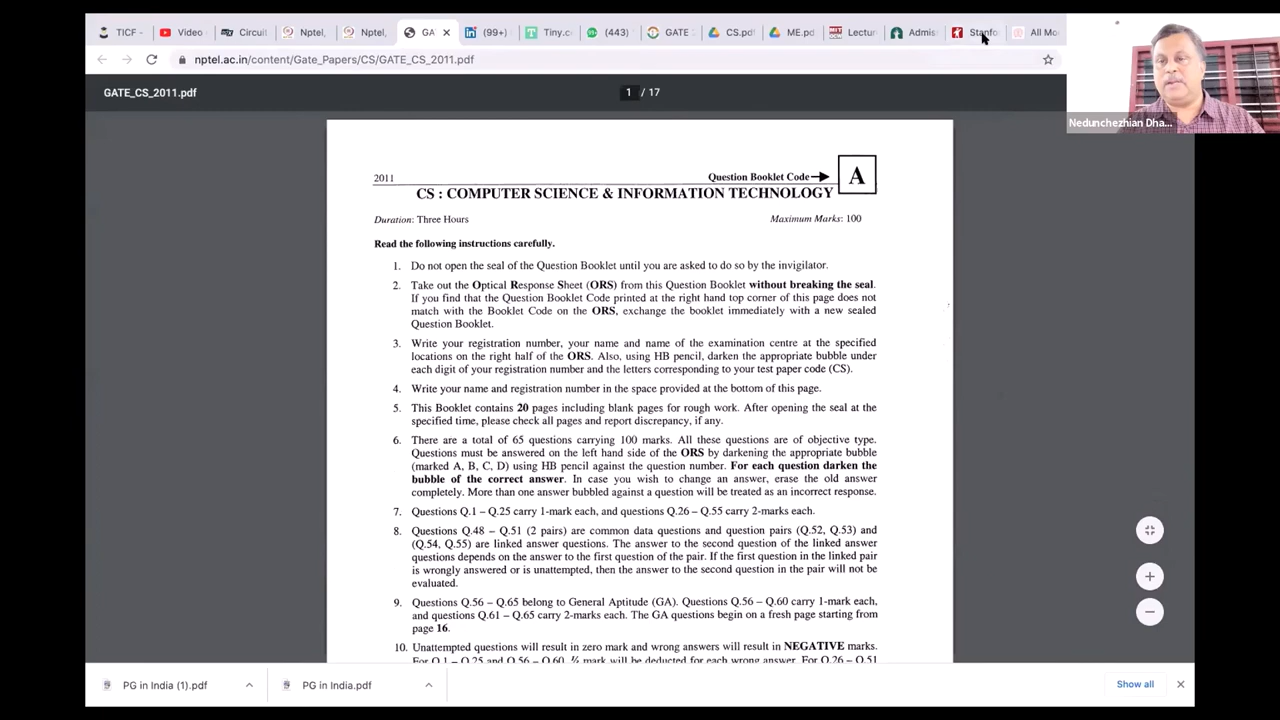 TICF -
Video
Circuit
Nptel,
Nptel,
GA
(99+)
Tiny.c
(443)
GATE
CS.pd
ME.pd
Lectur
Admis
Stanfo
All Mo
nptel.ac.in/content/Gate_Papers/CS/GATE_CS_2011.pdf
Nedunchezhian Dha...
GATE_CS_2011.pdf
1 / 17
2011
Question Booklet Code
A
CS : COMPUTER SCIENCE & INFORMATION TECHNOLOGY
Duration: Three Hours
Maximum Marks: 100
Read the following instructions carefully.
1. Do not open the seal of the Question Booklet until you are asked to do so by the invigilator.
2. Take out the Optical Response Sheet (ORS) from this Question Booklet without breaking the seal.
If you find that the Question Booklet Code printed at the right hand top corner of this page does not
match with the Booklet Code on the ORS, exchange the booklet immediately with a new sealed
Question Booklet.
3. Write your registration number, your name and name of the examination centre at the specified
locations on the right half of the ORS. Also, using HB pencil, darken the appropriate bubble under
each digit of your registration number and the letters corresponding to your test paper code (CS).
4. Write your name and registration number in the space provided at the bottom of this page.
5. This Booklet contains 20 pages including blank pages for rough work. After opening the seal at the
specified time, please check all pages and report discrepancy, if any.
6. There are a total of 65 questions carrying 100 marks. All these questions are of objective type.
Questions must be answered on the left hand side of the ORS by darkening the appropriate bubble
(marked A, B, C, D) using HB pencil against the question number. For each question darken the
bubble of the correct answer. In case you wish to change an answer, erase the old answer
completely. More than one answer bubbled against a question will be treated as an incorrect response.
7. Questions Q.1 – Q.25 carry 1-mark each, and questions Q.26 – Q.55 carry 2-marks each.
8. Questions Q.48 – Q.51 (2 pairs) are common data questions and question pairs (Q.52, Q.53) and
(Q.54, Q.55) are linked answer questions. The answer to the second question of the linked answer
questions depends on the answer to the first question of the pair. If the first question in the linked pair
is wrongly answered or is unattempted, then the answer to the second question in the pair will not be
evaluated.
9. Questions Q.56 – Q.65 belong to General Aptitude (GA). Questions Q.56 – Q.60 carry 1-mark each,
and questions Q.61 – Q.65 carry 2-marks each. The GA questions begin on a fresh page starting from
page 16.
10. Unattempted questions will result in zero mark and wrong answers will result in NEGATIVE marks.
For Q.1 – Q.25 and Q.56 – Q.60, ⅓ mark will be deducted for each wrong answer. For Q.26 – Q.51
PG in India (1).pdf
PG in India.pdf
Show all